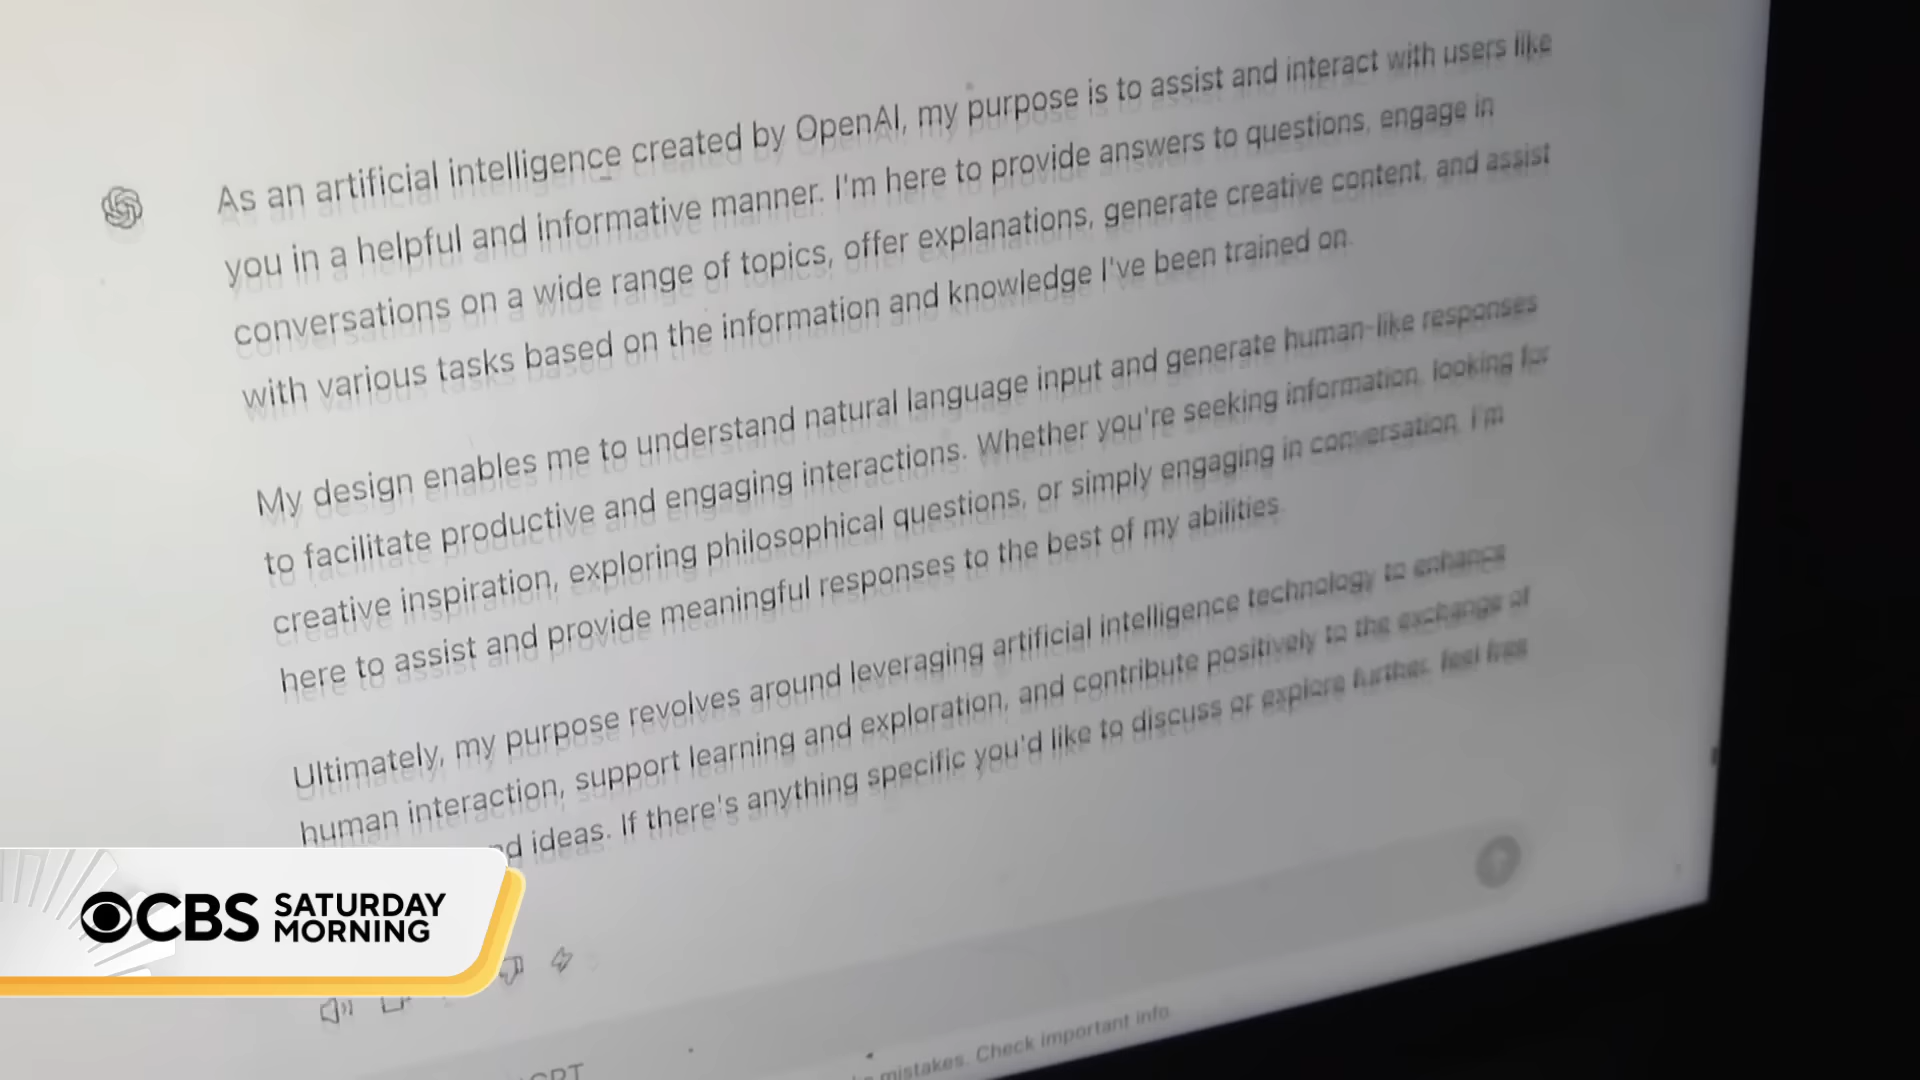 As an artificial intelligence created by OpenAI, my purpose is to assist and interact with users like
you in a helpful and informative manner. I'm here to provide answers to questions, engage in
conversations on a wide range of topics, offer explanations, generate creative content, and assist
with various tasks based on the information and knowledge I've been trained on.
My design enables me to understand natural language input and generate human-like responses
to facilitate productive and engaging interactions. Whether you're seeking information, looking for
creative inspiration, exploring philosophical questions, or simply engaging in conversation, I'm
here to assist and provide meaningful responses to the best of my abilities.
Ultimately, my purpose revolves around leveraging artificial intelligence technology to enhance
human interaction, support learning and exploration, and contribute positively to the exchange of
ideas. If there's anything specific you'd like to discuss or explore further, feel free
CBS SATURDAY
MORNING
mistakes. Check important info.